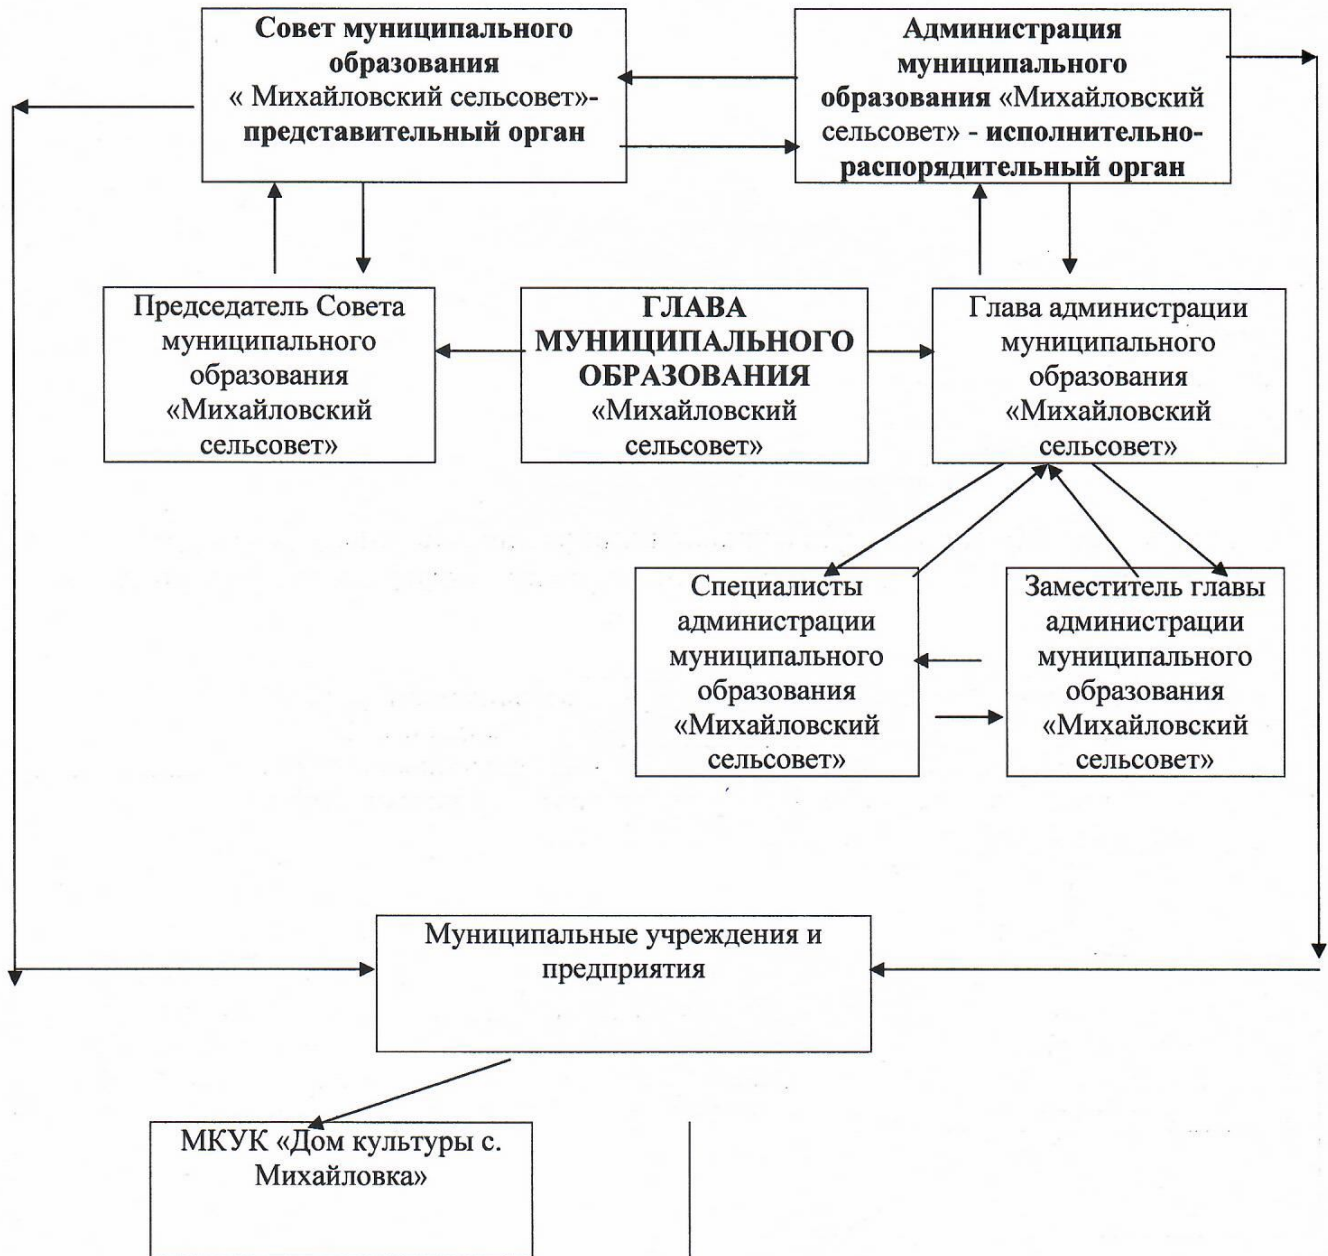 Совет муниципального
образования
« Михайловский сельсовет»-
представительный орган
Администрация
муниципального
образования «Михайловский
сельсовет» - исполнительно-
распорядительный орган
Председатель Совета
муниципального
образования
«Михайловский
сельсовет»
ГЛАВА
МУНИЦИПАЛЬНОГО
ОБРАЗОВАНИЯ
«Михайловский
сельсовет»
Глава администрации
муниципального
образования
«Михайловский
сельсовет»
Специалисты
администрации
муниципального
образования
«Михайловский
сельсовет»
Заместитель главы
администрации
муниципального
образования
«Михайловский
сельсовет»
Муниципальные учреждения и
предприятия
МКУК «Дом культуры с.
Михайловка»